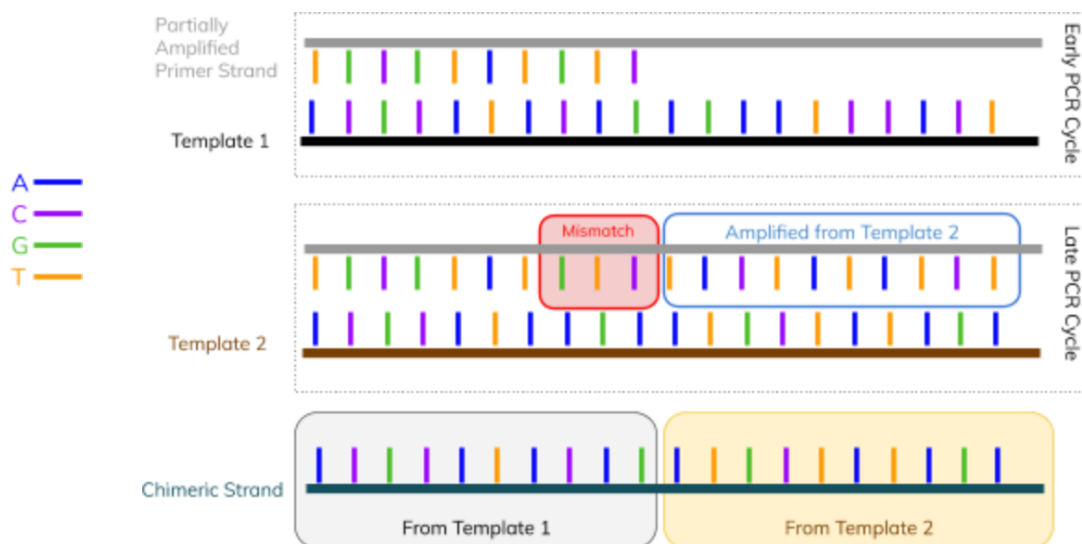 Partially
Amplified
Primer Strand
Early PCR Cycle
Template 1
A
C
G
T
Mismatch
Amplified from Template 2
Late PCR Cycle
Template 2
Chimeric Strand
From Template 1
From Template 2